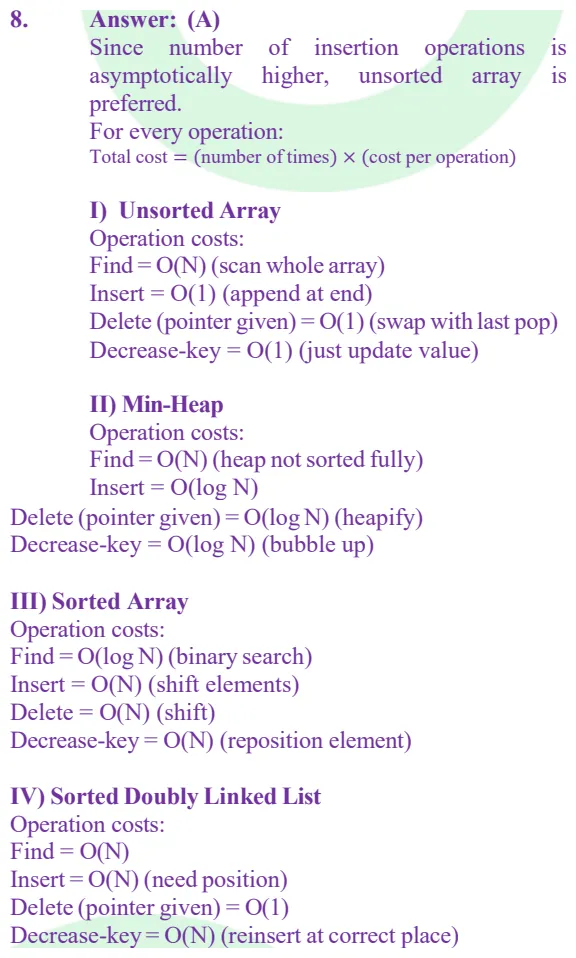 8. Answer: (A)
Since number of insertion operations is
asymptotically higher, unsorted array is
preferred.
For every operation:
Total cost = (number of times) × (cost per operation)
I) Unsorted Array
Operation costs:
Find = O(N) (scan whole array)
Insert = O(1) (append at end)
Delete (pointer given) = O(1) (swap with last pop)
Decrease-key = O(1) (just update value)
II) Min-Heap
Operation costs:
Find = O(N) (heap not sorted fully)
Insert = O(log N)
Delete (pointer given) = O(log N) (heapify)
Decrease-key = O(log N) (bubble up)
III) Sorted Array
Operation costs:
Find = O(log N) (binary search)
Insert = O(N) (shift elements)
Delete = O(N) (shift)
Decrease-key = O(N) (reposition element)
IV) Sorted Doubly Linked List
Operation costs:
Find = O(N)
Insert = O(N) (need position)
Delete (pointer given) = O(1)
Decrease-key = O(N) (reinsert at correct place)